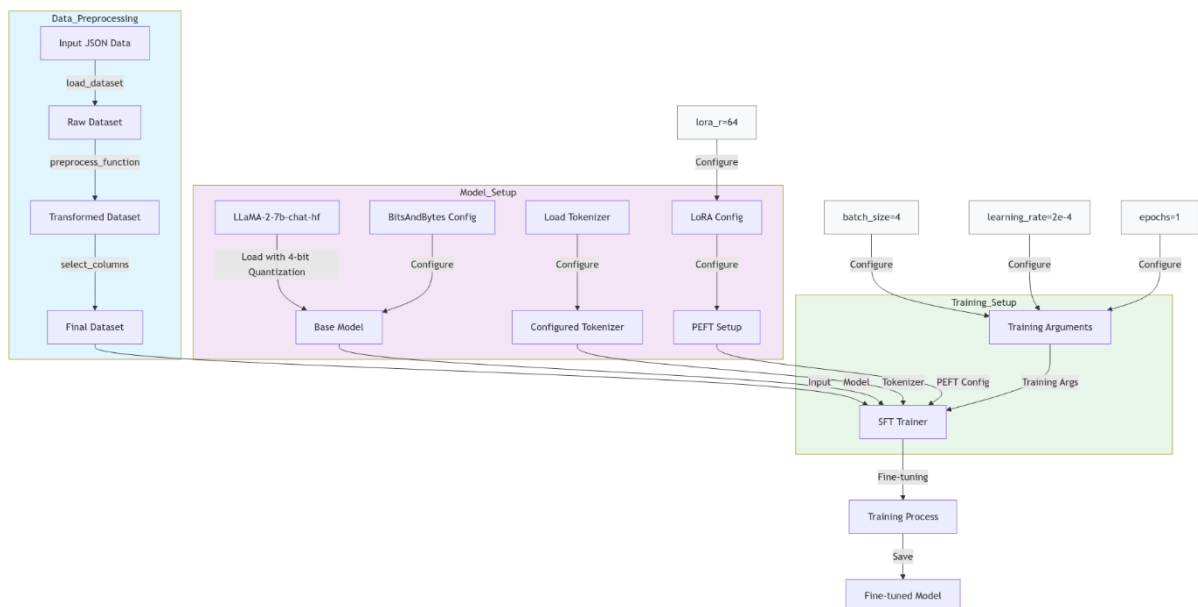 Data_Preprocessing
Input JSON Data
load_dataset
Raw Dataset
preprocess_function
Transformed Dataset
select_columns
Final Dataset
lora_r=64
Configure
Model_Setup
LLaMA-2-7b-chat-hf
BitsAndBytes Config
Load Tokenizer
LoRA Config
Load with 4-bit
Quantization
Configure
Configure
Configure
Base Model
Configured Tokenizer
PEFT Setup
batch_size=4
learning_rate=2e-4
epochs=1
Configure
Configure
Configure
Training_Setup
Training Arguments
Input
Model
Tokenizer
PEFT Config
Training Args
SFT Trainer
Fine-tuning
Training Process
Save
Fine-tuned Model